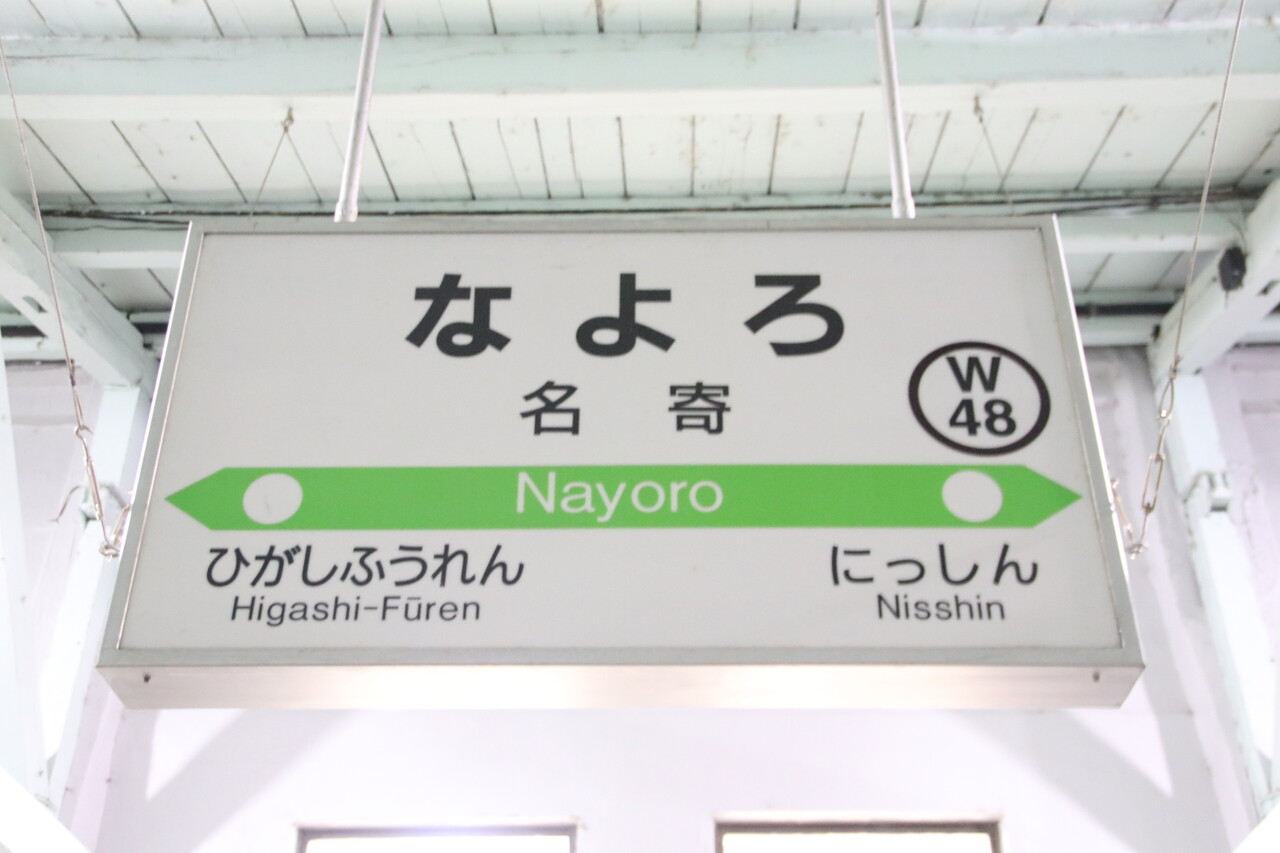 なよろ
名寄
W
48
Nayoro
ひがしふうれん
Higashi-Fūren
にっしん
Nisshin